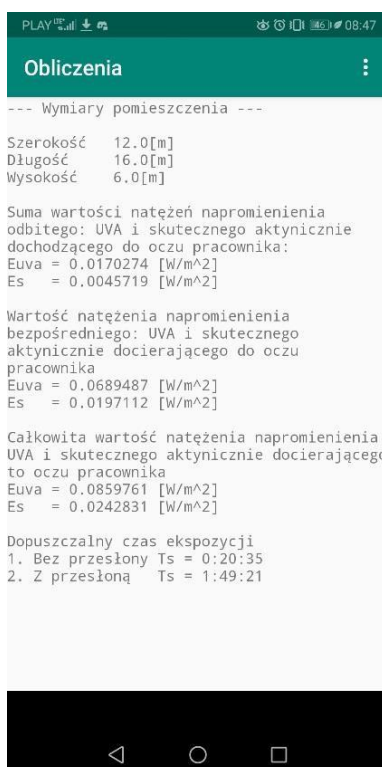 PLAY 46 08:47
Obliczenia
--- Wymiary pomieszczenia ---
Szerokość 12.0[m]
Długość 16.0[m]
Wysokość 6.0[m]
Suma wartości natężeń napromienienia
odbitego: UVA i skutecznego aktynicznie
dochodzącego do oczu pracownika:
Euva = 0.0170274 [W/m^2]
Es = 0.0045719 [W/m^2]
Wartość natężenia napromienienia
bezpośredniego: UVA i skutecznego
aktynicznie docierającego do oczu
pracownika
Euva = 0.0689487 [W/m^2]
Es = 0.0197112 [W/m^2]
Całkowita wartość natężenia napromienienia
UVA i skutecznego aktynicznie docierającego
to oczu pracownika
Euva = 0.0859761 [W/m^2]
Es = 0.0242831 [W/m^2]
Dopuszczalny czas ekspozycji
1. Bez przesłony Ts = 0:20:35
2. Z przesłoną Ts = 1:49:21